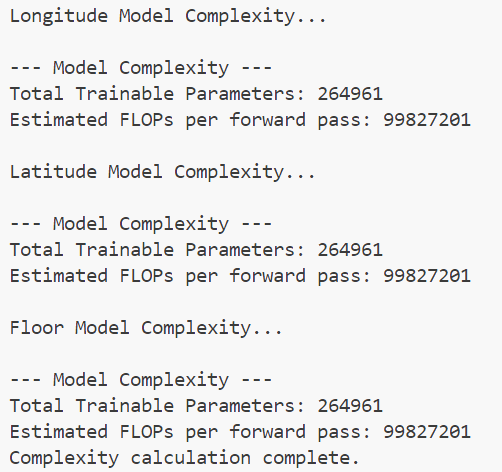 Longitude Model Complexity...
--- Model Complexity ---
Total Trainable Parameters: 264961
Estimated FLOPs per forward pass: 99827201
Latitude Model Complexity...
--- Model Complexity ---
Total Trainable Parameters: 264961
Estimated FLOPs per forward pass: 99827201
Floor Model Complexity...
--- Model Complexity ---
Total Trainable Parameters: 264961
Estimated FLOPs per forward pass: 99827201
Complexity calculation complete.